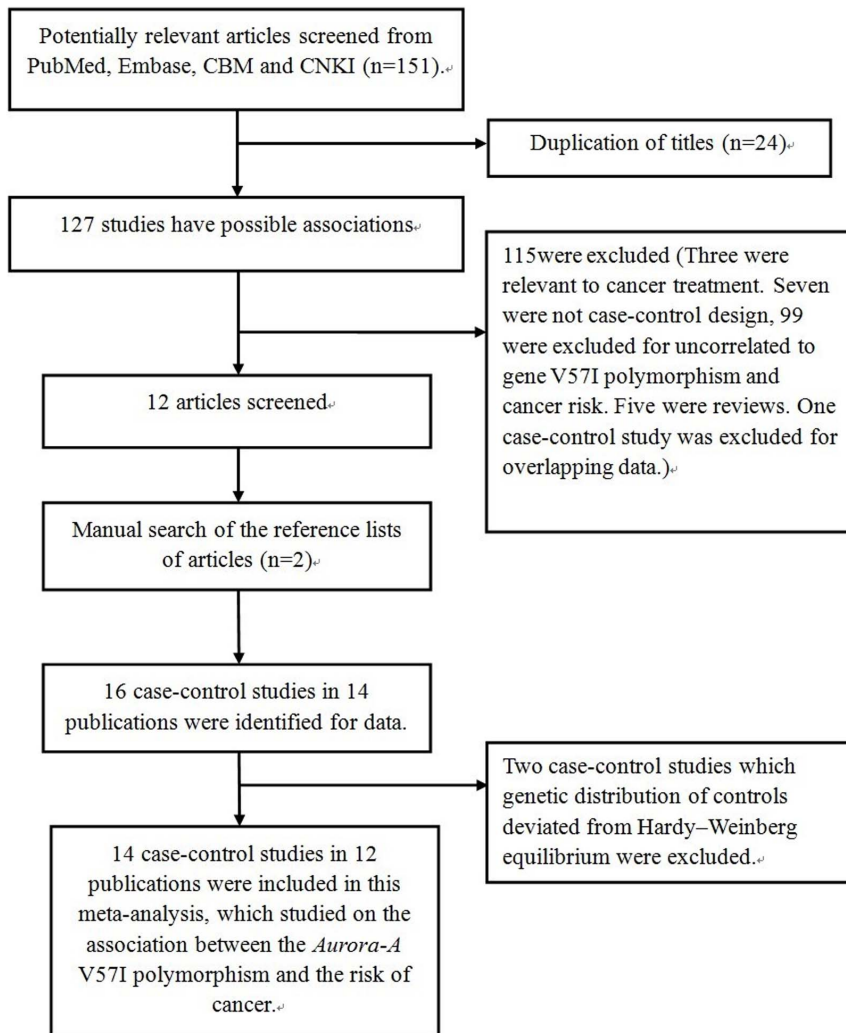 Potentially relevant articles screened from
PubMed, Embase, CBM and CNKI (n=151).↵
Duplication of titles (n=24)↵
127 studies have possible associations↵
115were excluded (Three were
relevant to cancer treatment. Seven
were not case-control design, 99
were excluded for uncorrelated to
gene V57I polymorphism and
cancer risk. Five were reviews. One
case-control study was excluded for
overlapping data.)↵
12 articles screened↵
Manual search of the reference lists
of articles (n=2)↵
16 case-control studies in 14
publications were identified for data.
Two case-control studies which
genetic distribution of controls
deviated from Hardy–Weinberg
equilibrium were excluded.↵
14 case-control studies in 12
publications were included in this
meta-analysis, which studied on the
association between the Aurora-A
V57I polymorphism and the risk of
cancer.↵